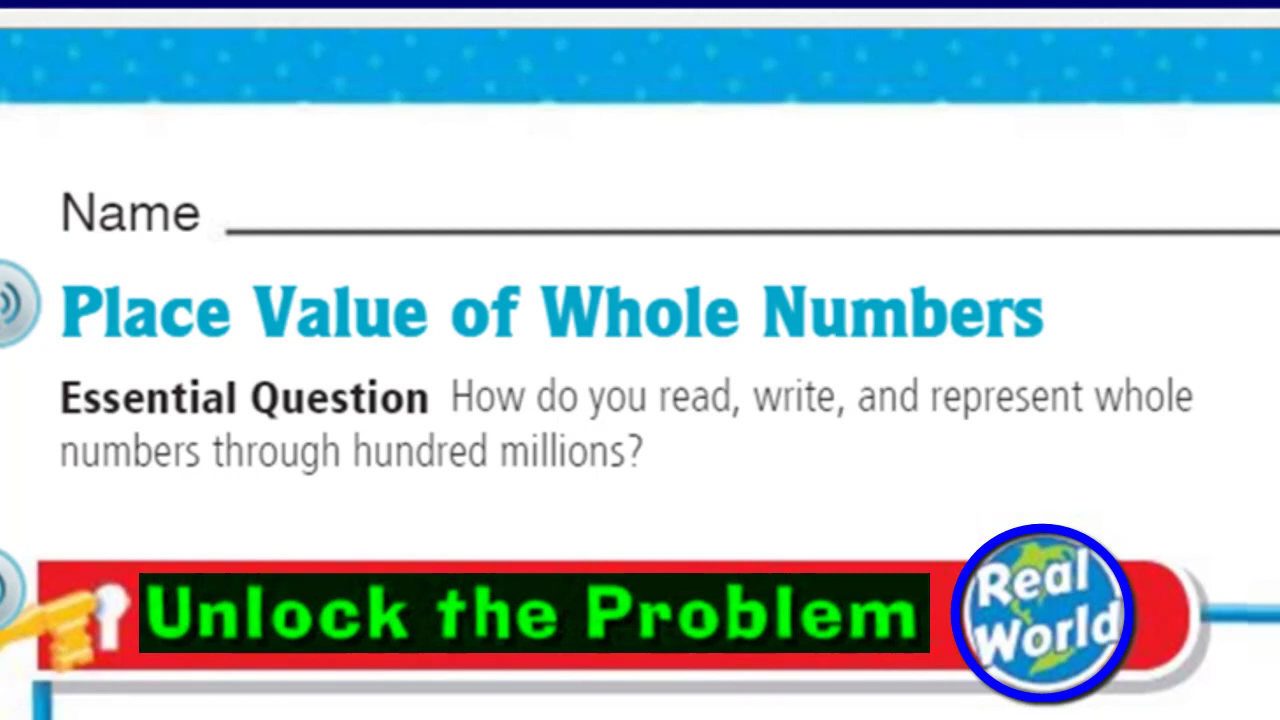 Name
Place Value of Whole Numbers
Essential Question How do you read, write, and represent whole
numbers through hundred millions?
Unlock the Problem
Real
World